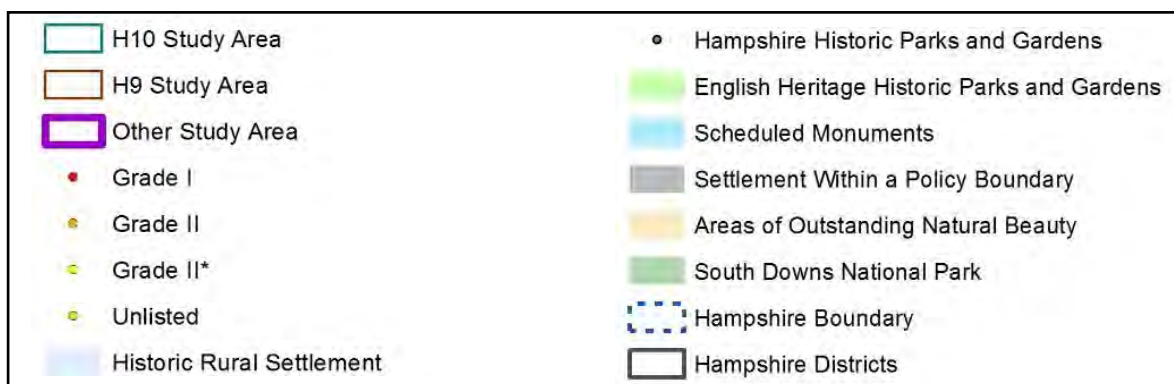 H10 Study Area
H9 Study Area
Other Study Area
Grade I
Grade II
Grade II*
Unlisted
Historic Rural Settlement
Hampshire Historic Parks and Gardens
English Heritage Historic Parks and Gardens
Scheduled Monuments
Settlement Within a Policy Boundary
Areas of Outstanding Natural Beauty
South Downs National Park
Hampshire Boundary
Hampshire Districts